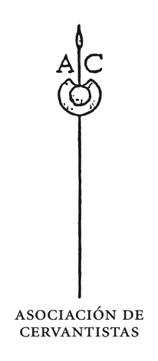 A C
ASOCIACIÓN DE
CERVANTISTAS